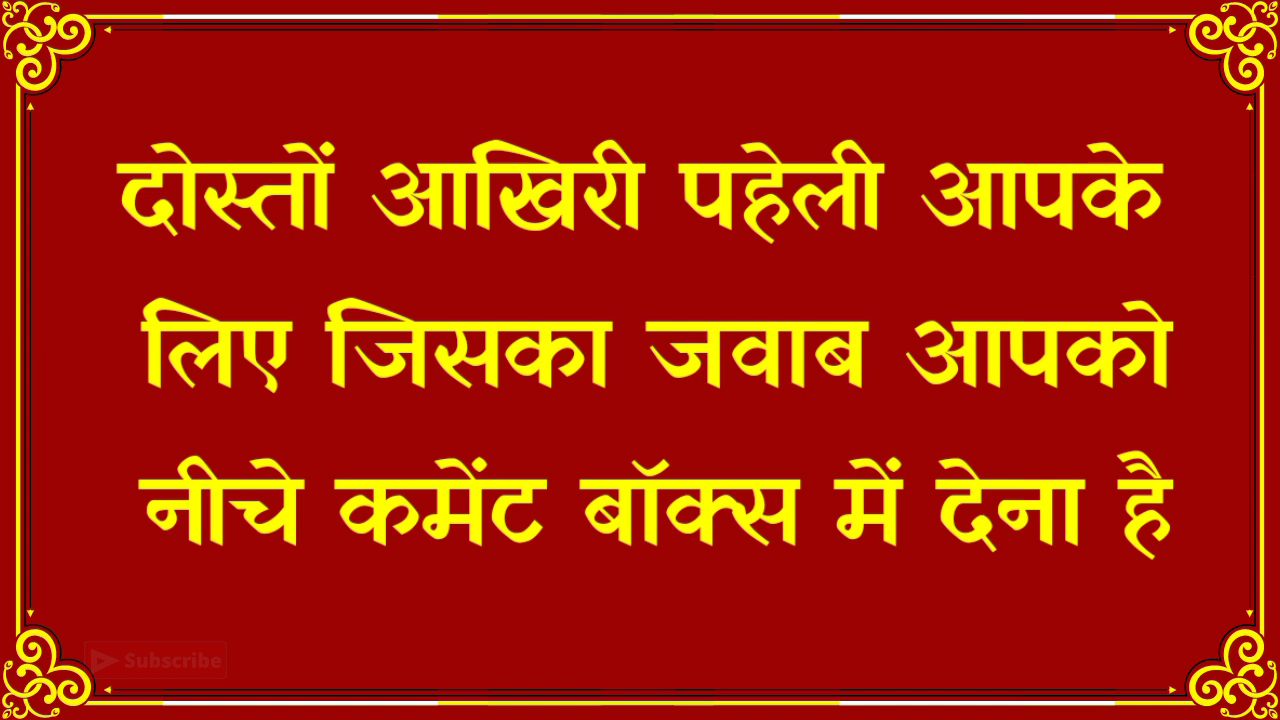 दोस्तों आखिरी पहेली आपके
लिए जिसका जवाब आपको
नीचे कमेंट बॉक्स में देना है
Subscribe